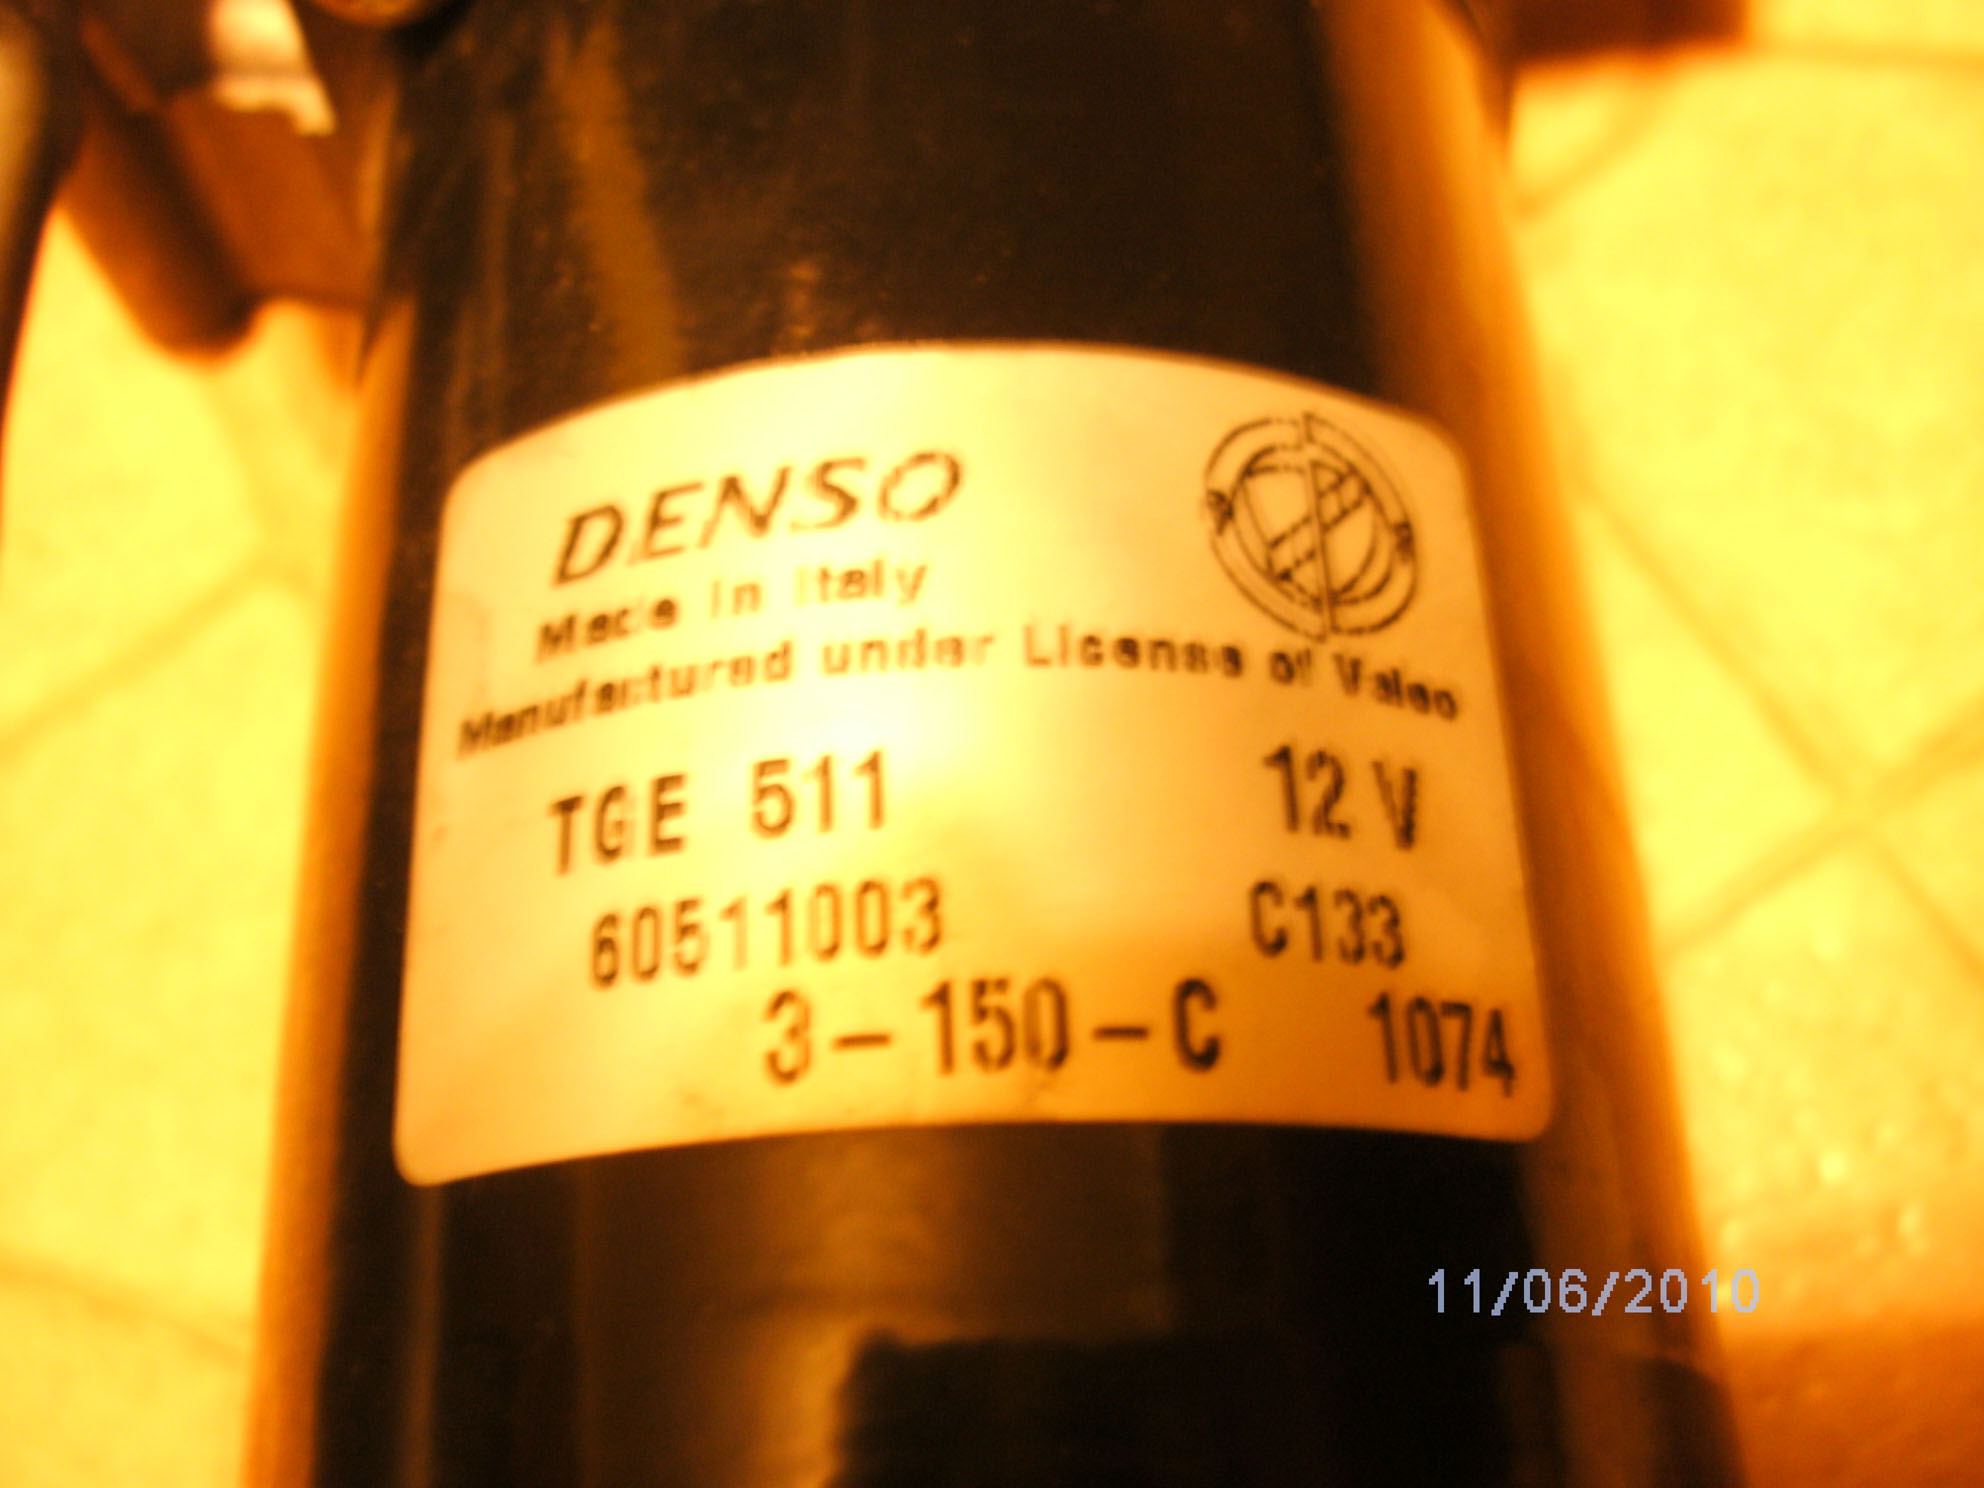 DENSO
Made in Italy
Manufactured under License of Valeo
TGE 511 12 V
60511003 C133
3-150-C 1074
11/06/2010